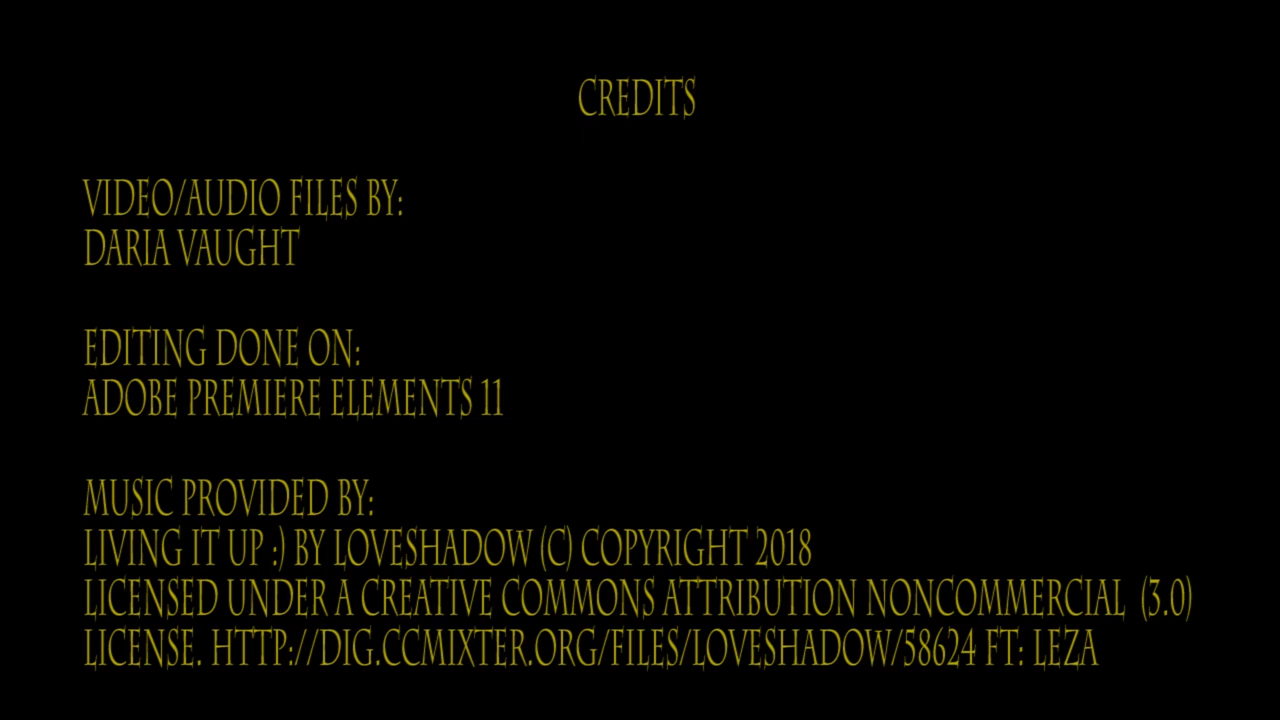 CREDITS
VIDEO/AUDIO FILES BY:
DARIA VAUGHT
EDITING DONE ON:
ADOBE PREMIERE ELEMENTS 11
MUSIC PROVIDED BY:
LIVING IT UP :) BY LOVESHADOW (C) COPYRIGHT 2018
LICENSED UNDER A CREATIVE COMMONS ATTRIBUTION NONCOMMERCIAL (3.0)
LICENSE. HTTP://DIG.CCMIXTER.ORG/FILES/LOVESHADOW/58624 FT: LEZA